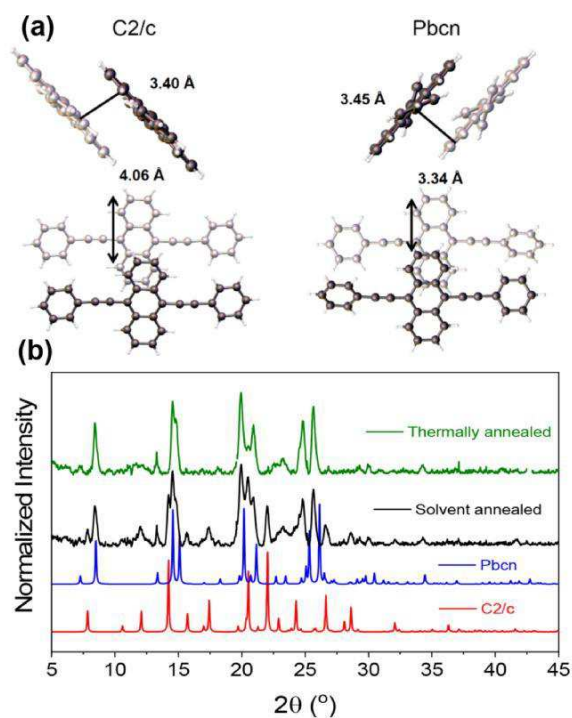 (a)
C2/c
Pbcn
3.40 Å
3.45 Å
4.06 Å
3.34 Å
(b)
Normalized Intensity
Thermally annealed
Solvent annealed
Pbcn
C2/c
5 10 15 20 25 30 35 40 45
2θ (°)